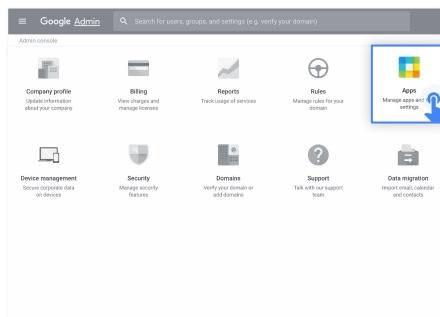 Google Admin
Search for users, groups, and settings (e.g. verify your domain)
Admin console
Company profile
Update information
about your company
Billing
View charges and
manage licenses
Reports
Track usage of services
Rules
Manage rules for your
domain
Apps
Manage apps and
settings
Device management
Secure corporate data
on devices
Security
Manage security
features
Domains
Verify your domain or
add domains
Support
Talk with our support
team
Data migration
Import email, calendar
and contacts